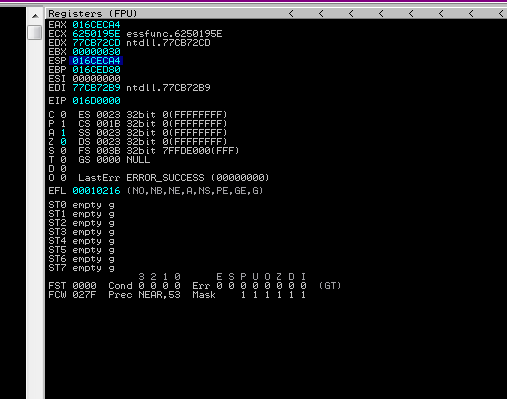 Registers (FPU) < < < < < < < <
EAX 016CECA4
ECX 6250195E essfunc.6250195E
EDX 77CB72CD ntdll.77CB72CD
EBX 00000030
ESP 016CECA4
EBP 016CED80
ESI 00000000
EDI 77CB72B9 ntdll.77CB72B9
EIP 016D0000
C 0 ES 0023 32bit 0(FFFFFFFF)
P 1 CS 001B 32bit 0(FFFFFFFF)
A 1 SS 0023 32bit 0(FFFFFFFF)
Z 0 DS 0023 32bit 0(FFFFFFFF)
S 0 FS 003B 32bit 7FFDE000(FFF)
T 0 GS 0000 NULL
D 0
O 0 LastErr ERROR_SUCCESS (00000000)
EFL 00010216 (NO,NB,NE,A,NS,PE,GE,G)
ST0 empty g
ST1 empty g
ST2 empty g
ST3 empty g
ST4 empty g
ST5 empty g
ST6 empty g
ST7 empty g
3 2 1 0 E S P U O Z D I
FST 0000 Cond 0 0 0 0 Err 0 0 0 0 0 0 0 0 (GT)
FCW 027F Prec NEAR,53 Mask 1 1 1 1 1 1